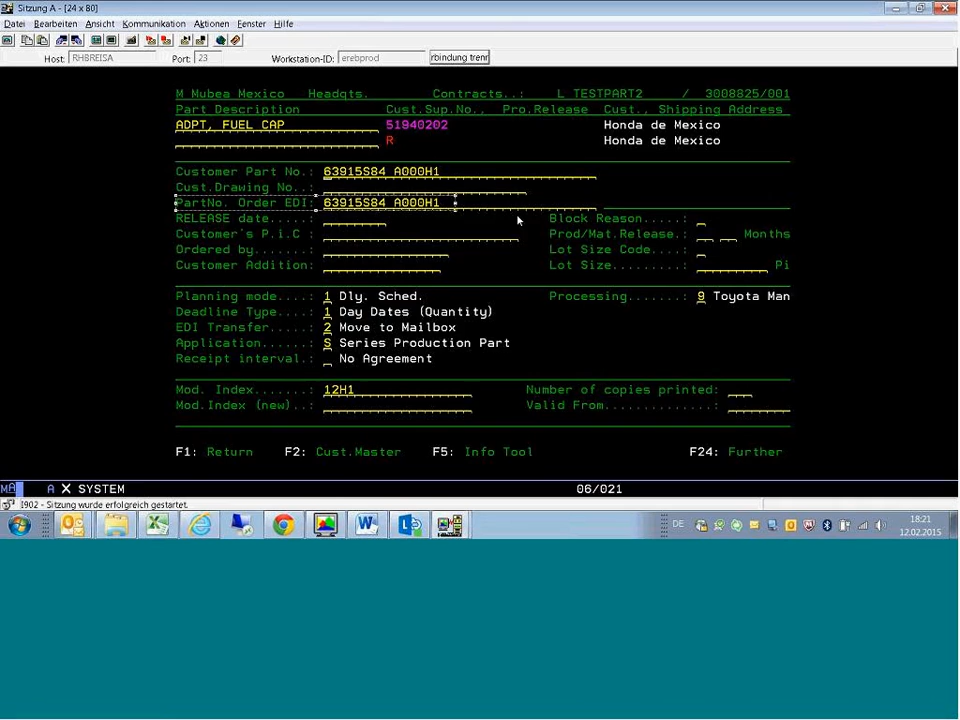 Sitzung A - [24 x 80]
Datei Bearbeiten Ansicht Kommunikation Aktionen Fenster Hilfe
Host: RHBREISA Port: 23 Workstation-ID: erebprod rbindung trenr
M Mubea Mexico Headqts. Contracts..: L TESTPART2 / 3008825/001
Part Description Cust.Sup.No., Pro.Release Cust., Shipping Address
ADPT, FUEL CAP 51940202 Honda de Mexico
R Honda de Mexico
Customer Part No.: 63915S84 A000H1
Cust.Drawing No..:
PartNo. Order EDI: 63915S84 A000H1
RELEASE date.....: Block Reason.....:
Customer's P.i.C : Prod/Mat.Release.: Months
Ordered by.......: Lot Size Code....:
Customer Addition: Lot Size.........: Pi
Planning mode....: 1 Dly. Sched. Processing.......: 9 Toyota Man
Deadline Type....: 1 Day Dates (Quantity)
EDI Transfer.....: 2 Move to Mailbox
Application......: S Series Production Part
Receipt interval.: No Agreement
Mod. Index.......: 12H1 Number of copies printed:
Mod.Index (new)..: Valid From..............:
F1: Return F2: Cust.Master F5: Info Tool F24: Further
MA A X SYSTEM 06/021
I902 - Sitzung wurde erfolgreich gestartet.
DE 18:21
12.02.2015